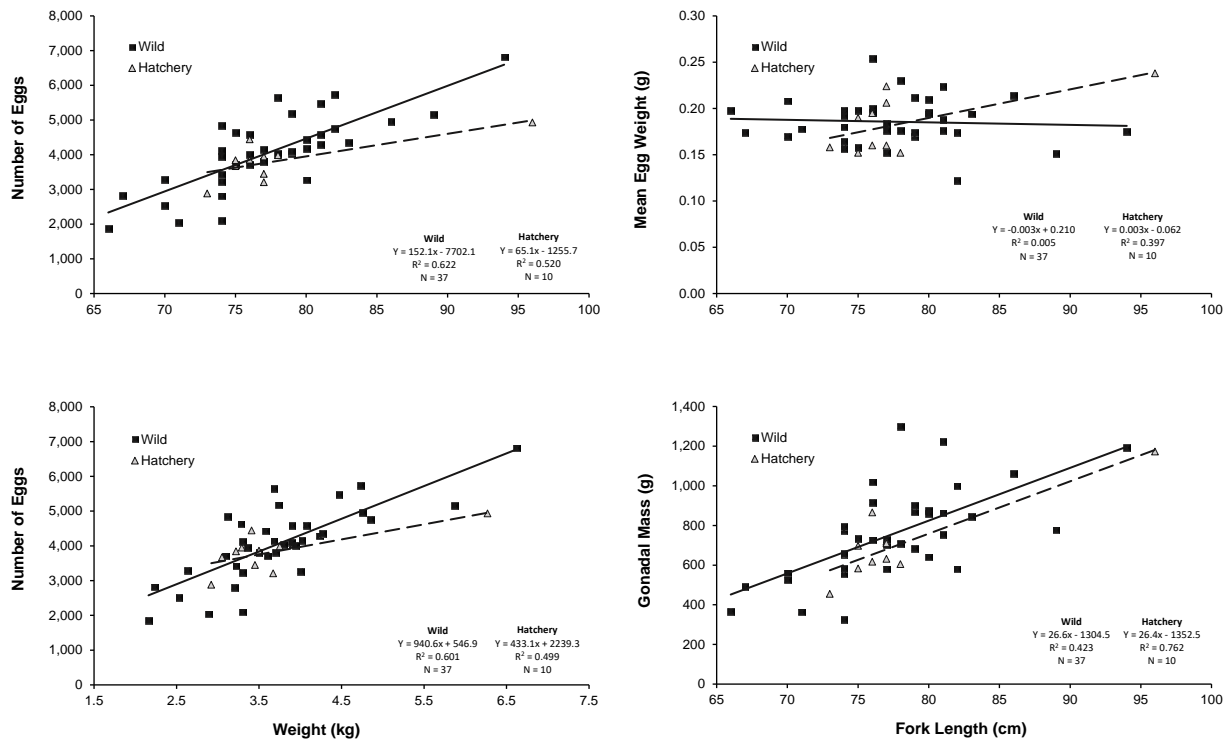 8,000
7,000
6,000
5,000
4,000
3,000
2,000
1,000
0
Number of Eggs
Wild
Hatchery
Wild Hatchery
Y = 152.1x - 7702.1 Y = 65.1x - 1255.7
R² = 0.622 R² = 0.520
N = 37 N = 10
65 70 75 80 85 90 95 100
0.30
0.25
0.20
0.15
0.10
0.05
0.00
Mean Egg Weight (g)
Wild
Hatchery
Wild Hatchery
Y = -0.003x + 0.210 Y = 0.003x - 0.062
R² = 0.005 R² = 0.397
N = 37 N = 10
65 70 75 80 85 90 95 100
8,000
7,000
6,000
5,000
4,000
3,000
2,000
1,000
0
Number of Eggs
Wild
Hatchery
Wild Hatchery
Y = 940.6x + 546.9 Y = 433.1x + 2239.3
R² = 0.601 R² = 0.499
N = 37 N = 10
1.5 2.5 3.5 4.5 5.5 6.5 7.5
Weight (kg)
1,400
1,200
1,000
800
600
400
200
0
Gonadal Mass (g)
Wild
Hatchery
Wild Hatchery
Y = 26.6x - 1304.5 Y = 26.4x - 1352.5
R² = 0.423 R² = 0.762
N = 37 N = 10
65 70 75 80 85 90 95 100
Fork Length (cm)